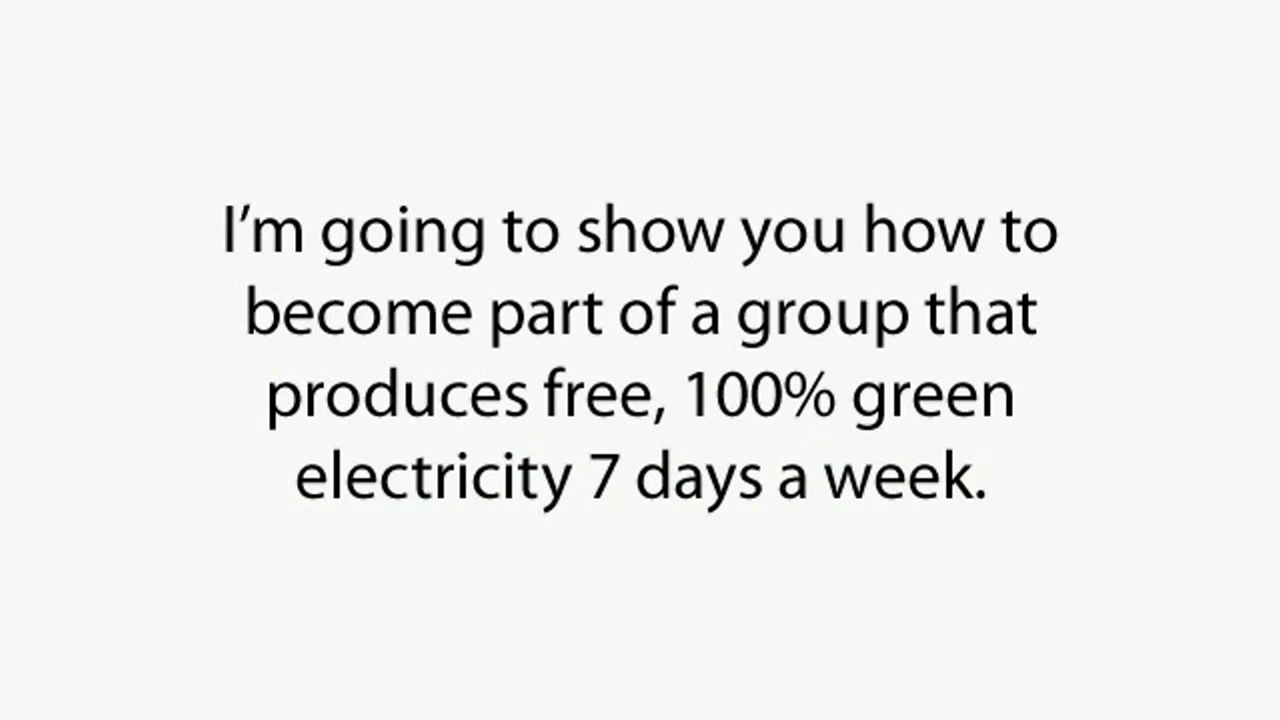 I’m going to show you how to
become part of a group that
produces free, 100% green
electricity 7 days a week.